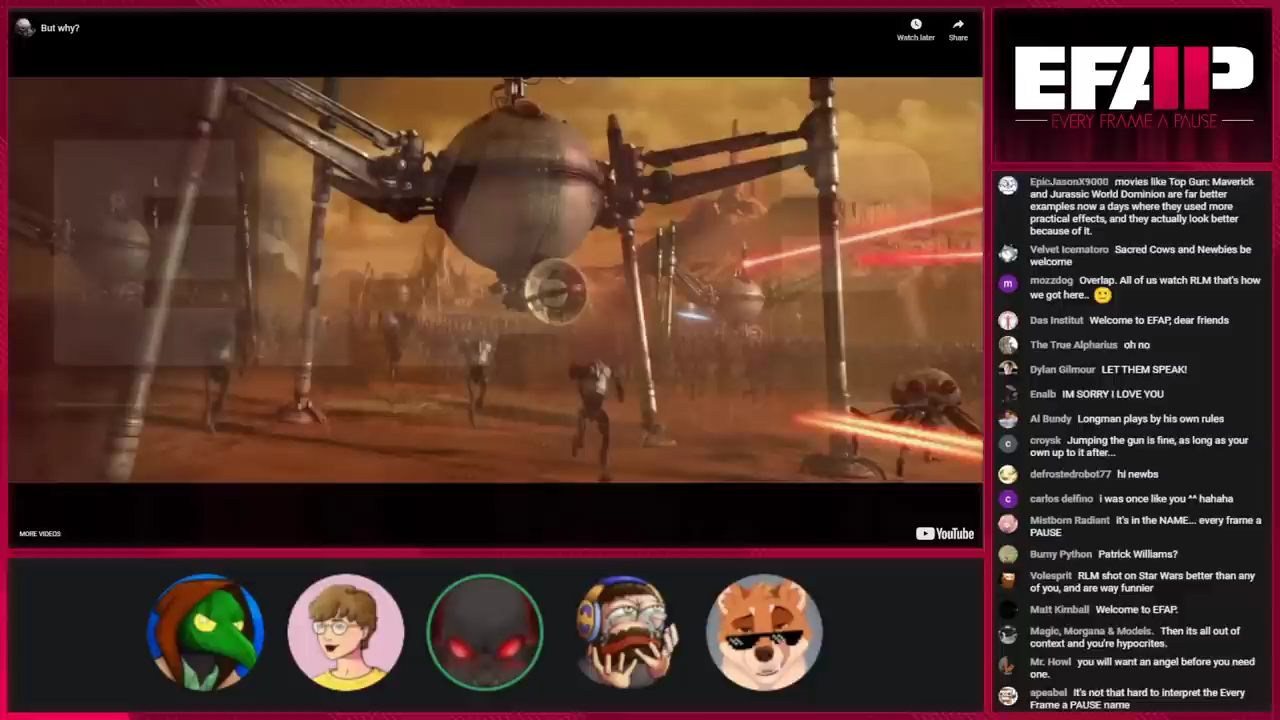 But why?
Watch later
Share
MORE VIDEOS
YouTube
EFAP
EVERY FRAME A PAUSE
EpicJasonX9000 movies like Top Gun: Maverick
and Jurassic World Dominion are far better
examples now a days where they used more
practical effects, and they actually look better
because of it.
Velvet Icematoro Sacred Cows and Newbies be
welcome
m
mozzdog Overlap. All of us watch RLM that's how
we got here..
Das Institut Welcome to EFAP, dear friends
The True Alpharius oh no
Dylan Gilmour LET THEM SPEAK!
Enalb IM SORRY I LOVE YOU
Al Bundy Longman plays by his own rules
c
croysk Jumping the gun is fine, as long as your
own up to it after...
defrostedrobot77 hi newbs
c
carlos delfino i was once like you ^^ hahaha
Mistborn Radiant it's in the NAME... every frame a
PAUSE
Burny Python Patrick Williams?
Volesprit RLM shot on Star Wars better than any
of you, and are way funnier
Matt Kimball Welcome to EFAP.
Magic, Morgana & Models. Then its all out of
context and you're hypocrites.
Mr. Howl you will want an angel before you need
one.
apeabel It's not that hard to interpret the Every
Frame a PAUSE name